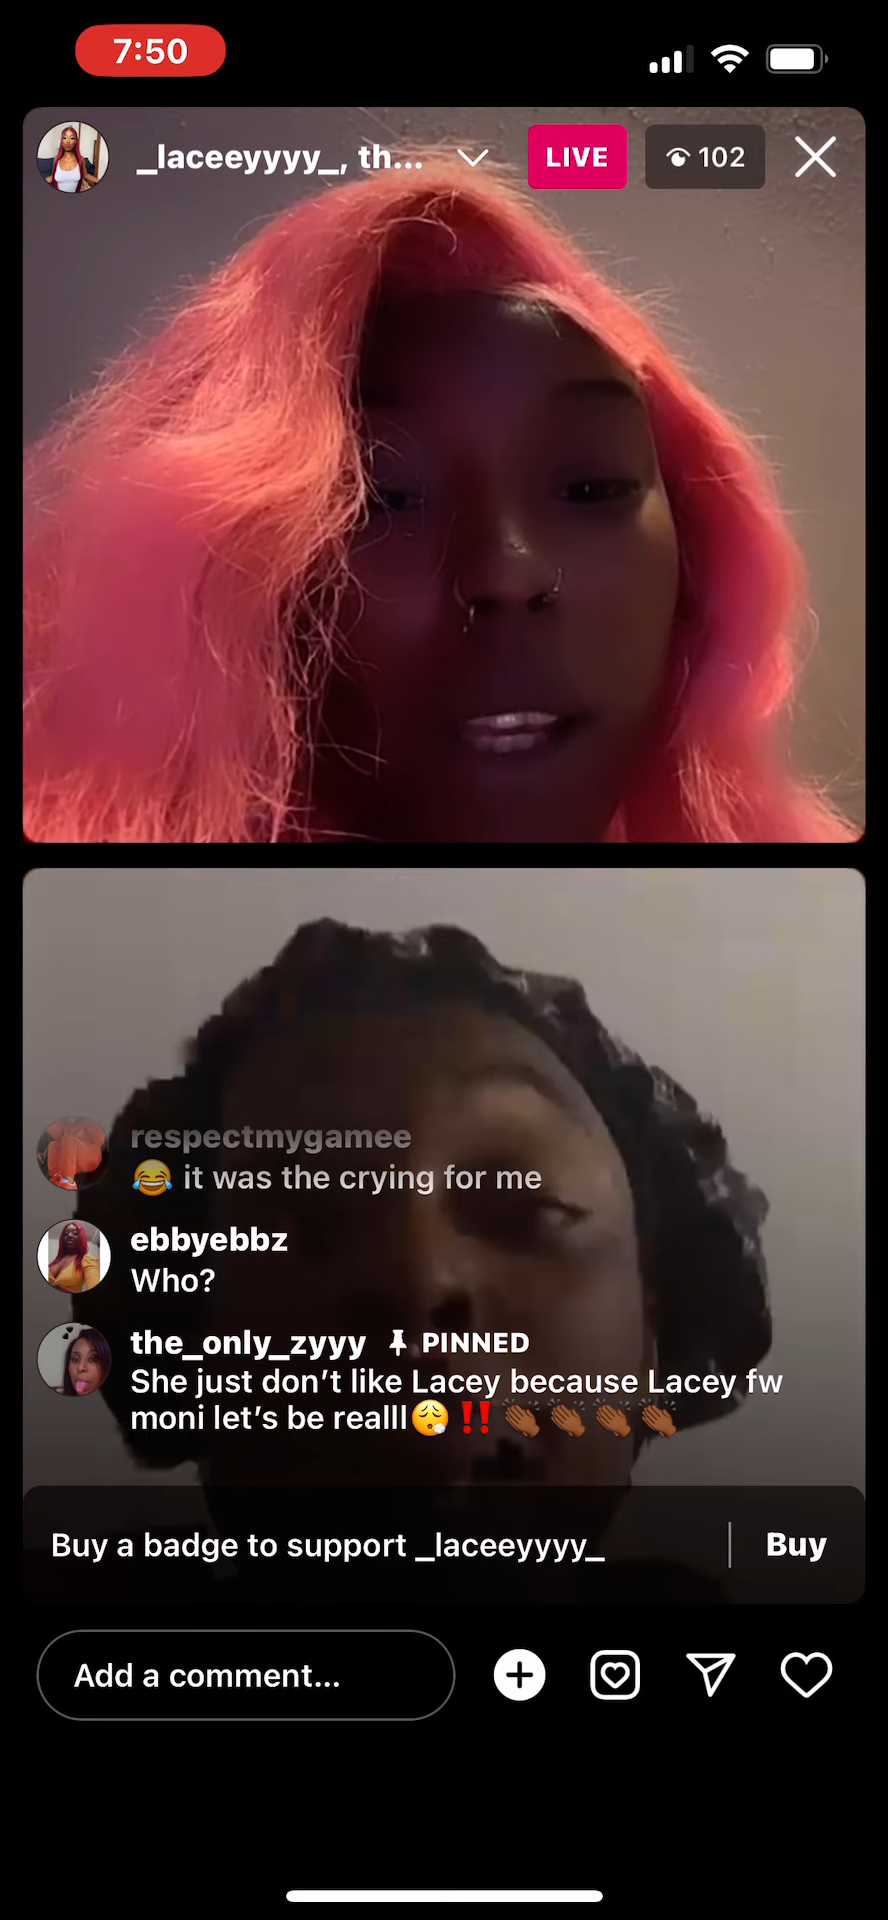 7:50
_laceeyyyy_, th... LIVE 102
respectmygamee
😂 it was the crying for me
ebbyebbz
Who?
the_only_zyyy PINNED
She just don’t like Lacey because Lacey fw
moni let’s be realll😮‍💨‼️👏🏾👏🏾👏🏾👏🏾
Buy a badge to support _laceeyyyy_ Buy
Add a comment...